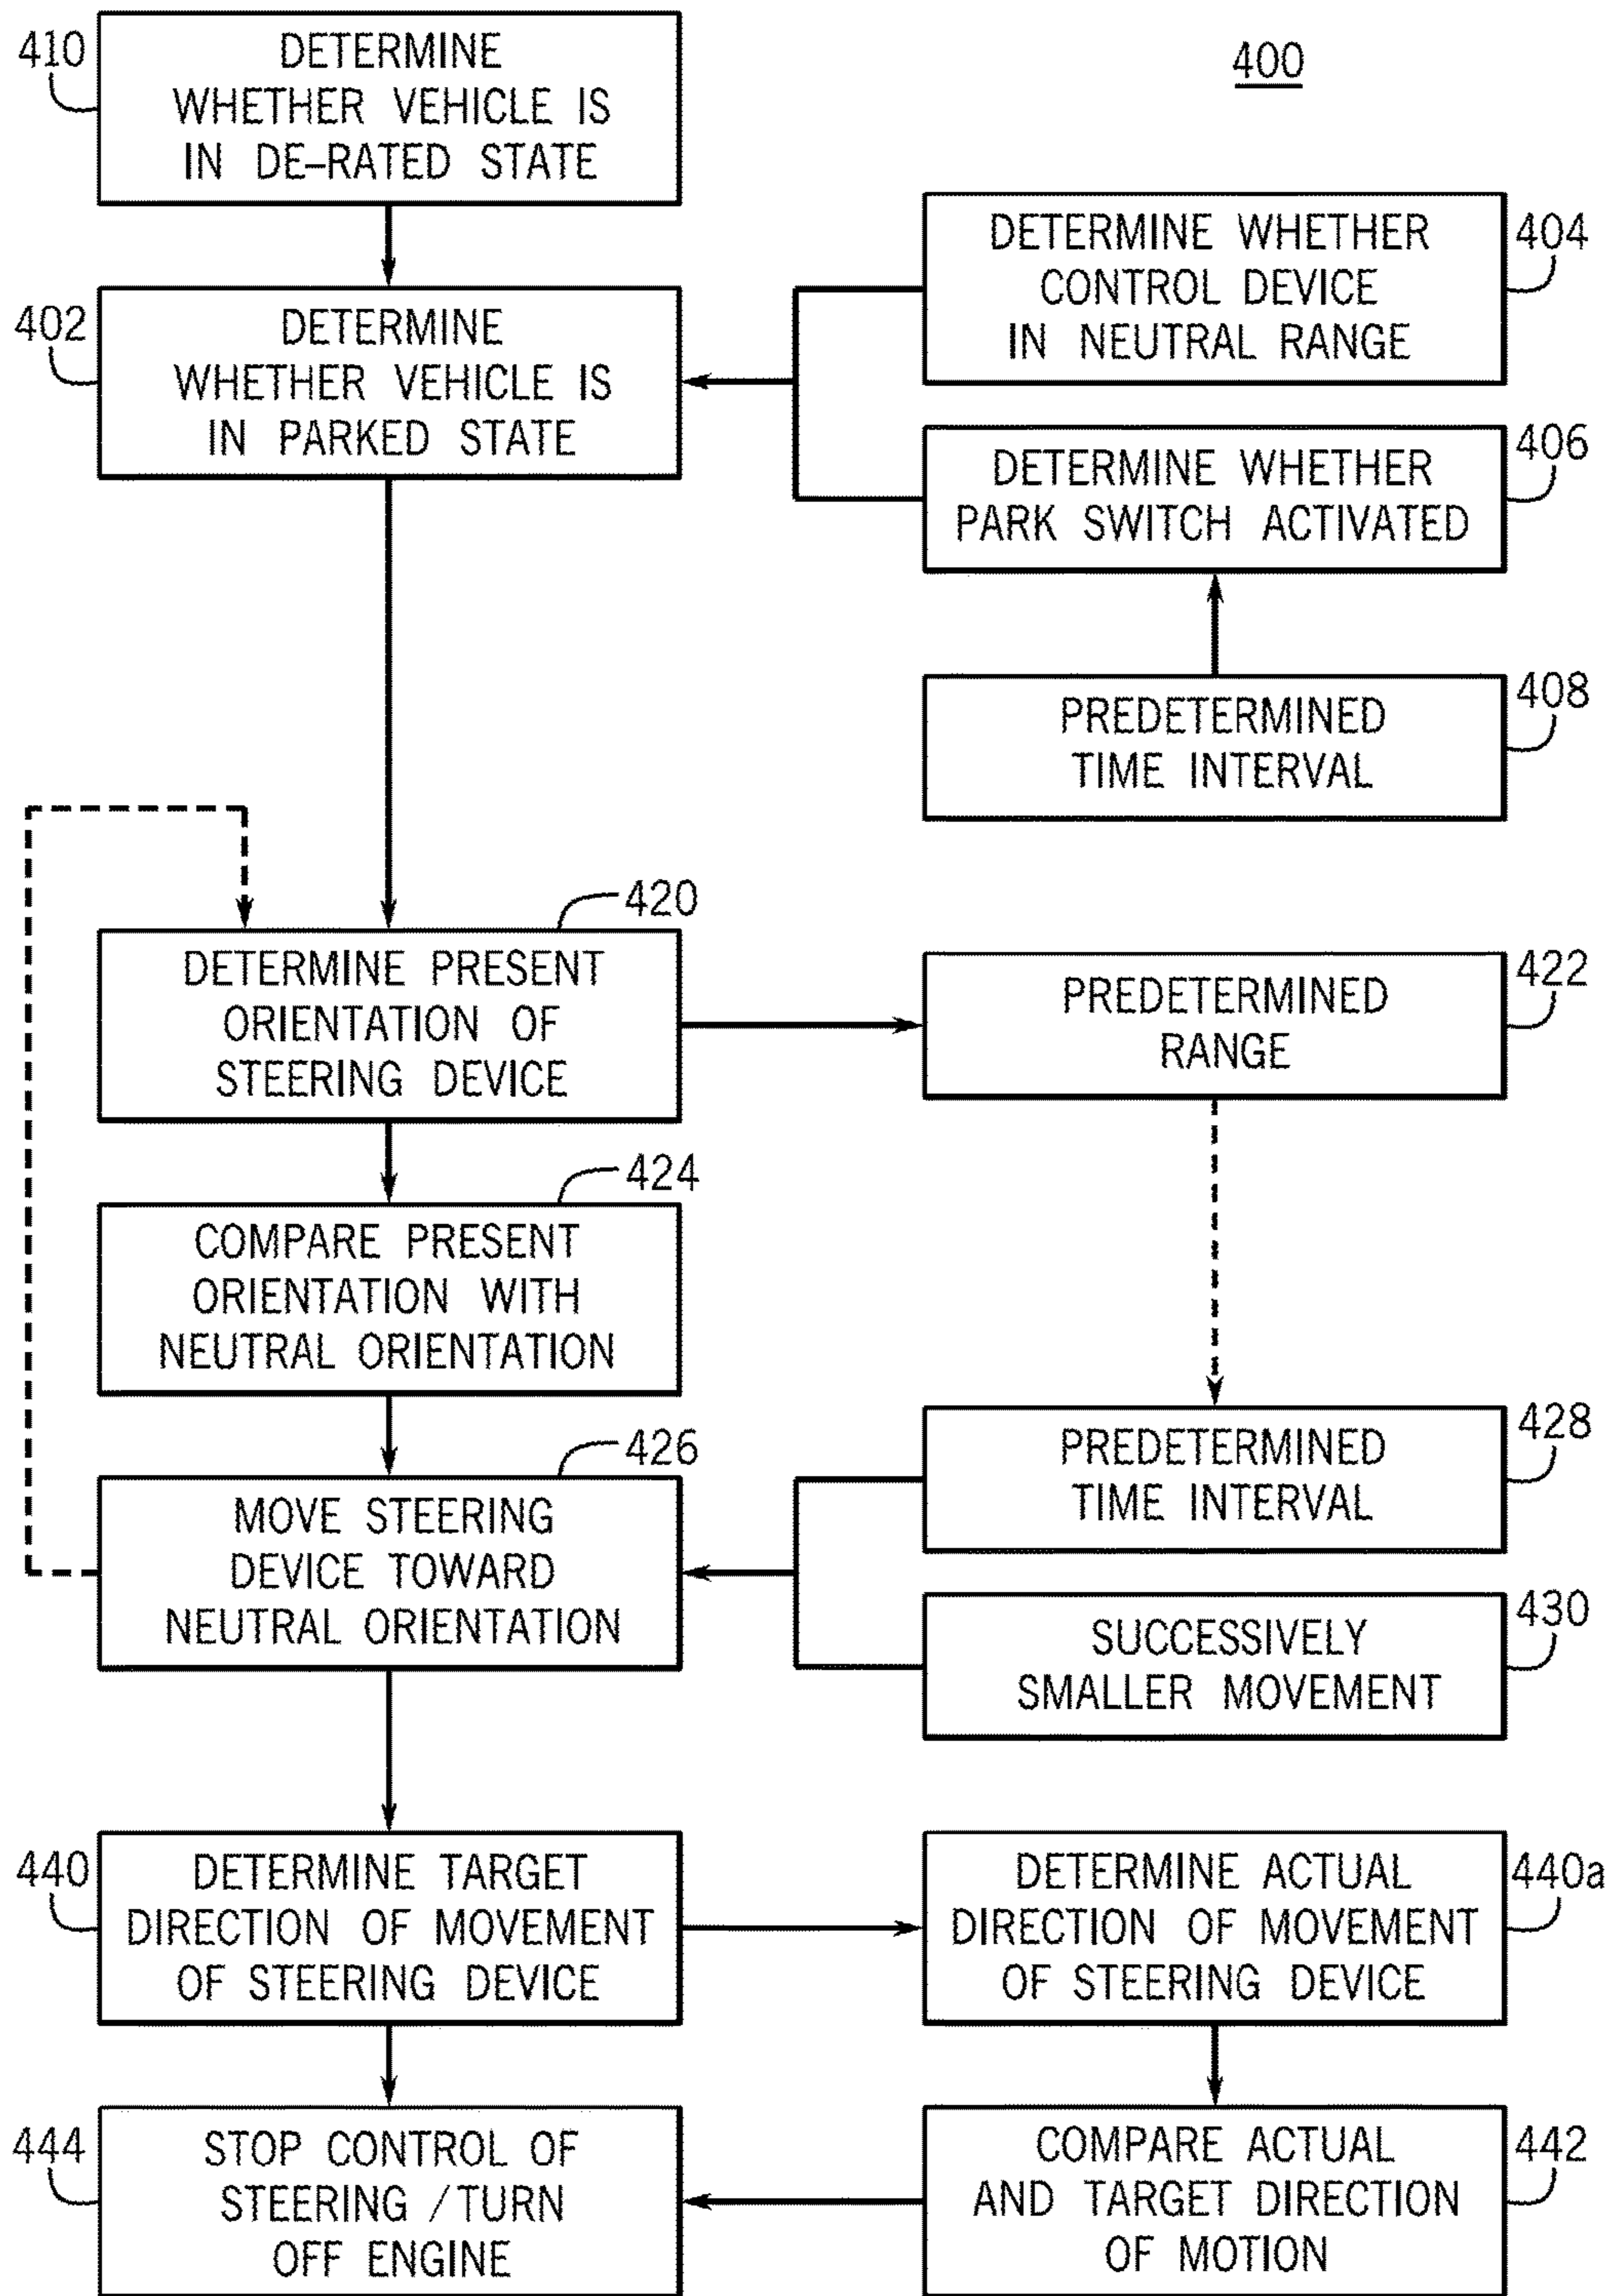 400
410
DETERMINE
WHETHER VEHICLE IS
IN DE-RATED STATE
402
DETERMINE
WHETHER VEHICLE IS
IN PARKED STATE
404
DETERMINE WHETHER
CONTROL DEVICE
IN NEUTRAL RANGE
406
DETERMINE WHETHER
PARK SWITCH ACTIVATED
408
PREDETERMINED
TIME INTERVAL
420
DETERMINE PRESENT
ORIENTATION OF
STEERING DEVICE
422
PREDETERMINED
RANGE
424
COMPARE PRESENT
ORIENTATION WITH
NEUTRAL ORIENTATION
426
MOVE STEERING
DEVICE TOWARD
NEUTRAL ORIENTATION
428
PREDETERMINED
TIME INTERVAL
430
SUCCESSIVELY
SMALLER MOVEMENT
440
DETERMINE TARGET
DIRECTION OF MOVEMENT
OF STEERING DEVICE
440a
DETERMINE ACTUAL
DIRECTION OF MOVEMENT
OF STEERING DEVICE
444
STOP CONTROL OF
STEERING /TURN
OFF ENGINE
442
COMPARE ACTUAL
AND TARGET DIRECTION
OF MOTION